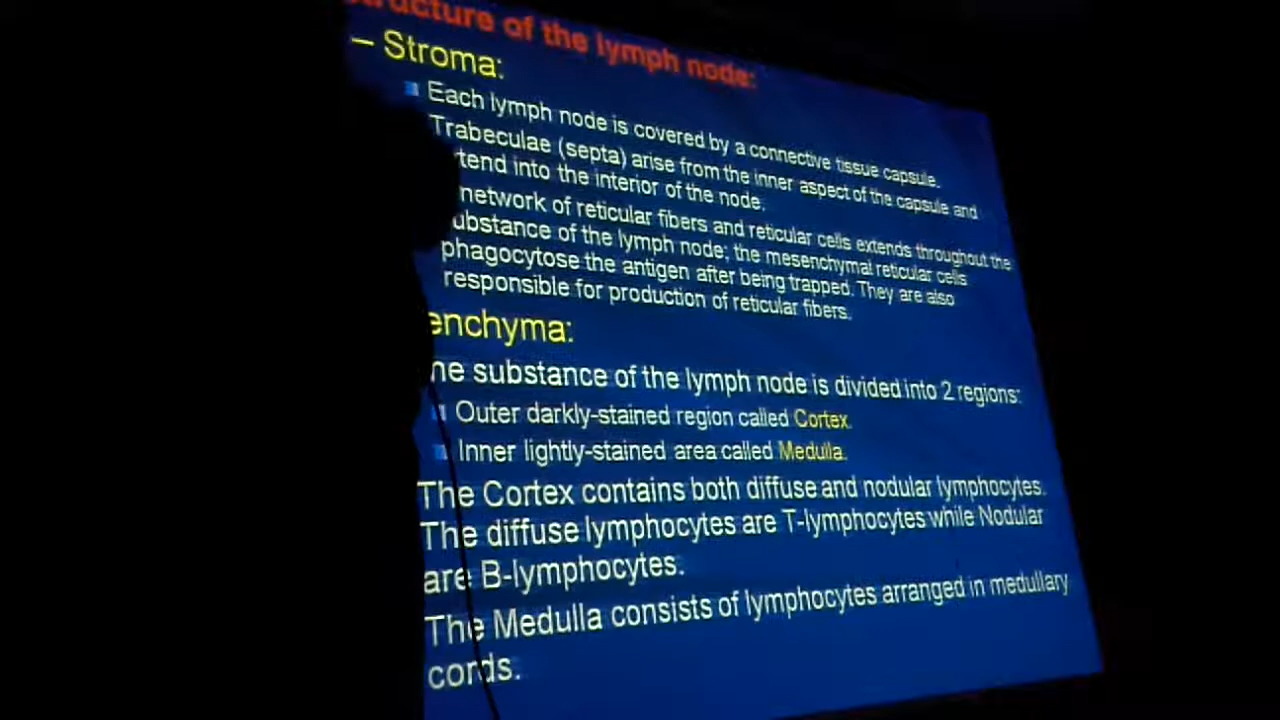 ructure of the lymph node:
– Stroma:
Each lymph node is covered by a connective tissue capsule.
Trabeculae (septa) arise from the inner aspect of the capsule and
tend into the interior of the node.
network of reticular fibers and reticular cells extends throughout the
ubstance of the lymph node; the mesenchymal reticular cells
phagocytose the antigen after being trapped. They are also
responsible for production of reticular fibers.
enchyma:
he substance of the lymph node is divided into 2 regions:
Outer darkly-stained region called Cortex.
Inner lightly-stained area called Medulla.
The Cortex contains both diffuse and nodular lymphocytes.
The diffuse lymphocytes are T-lymphocytes while Nodular
are B-lymphocytes.
The Medulla consists of lymphocytes arranged in medullary
cords.